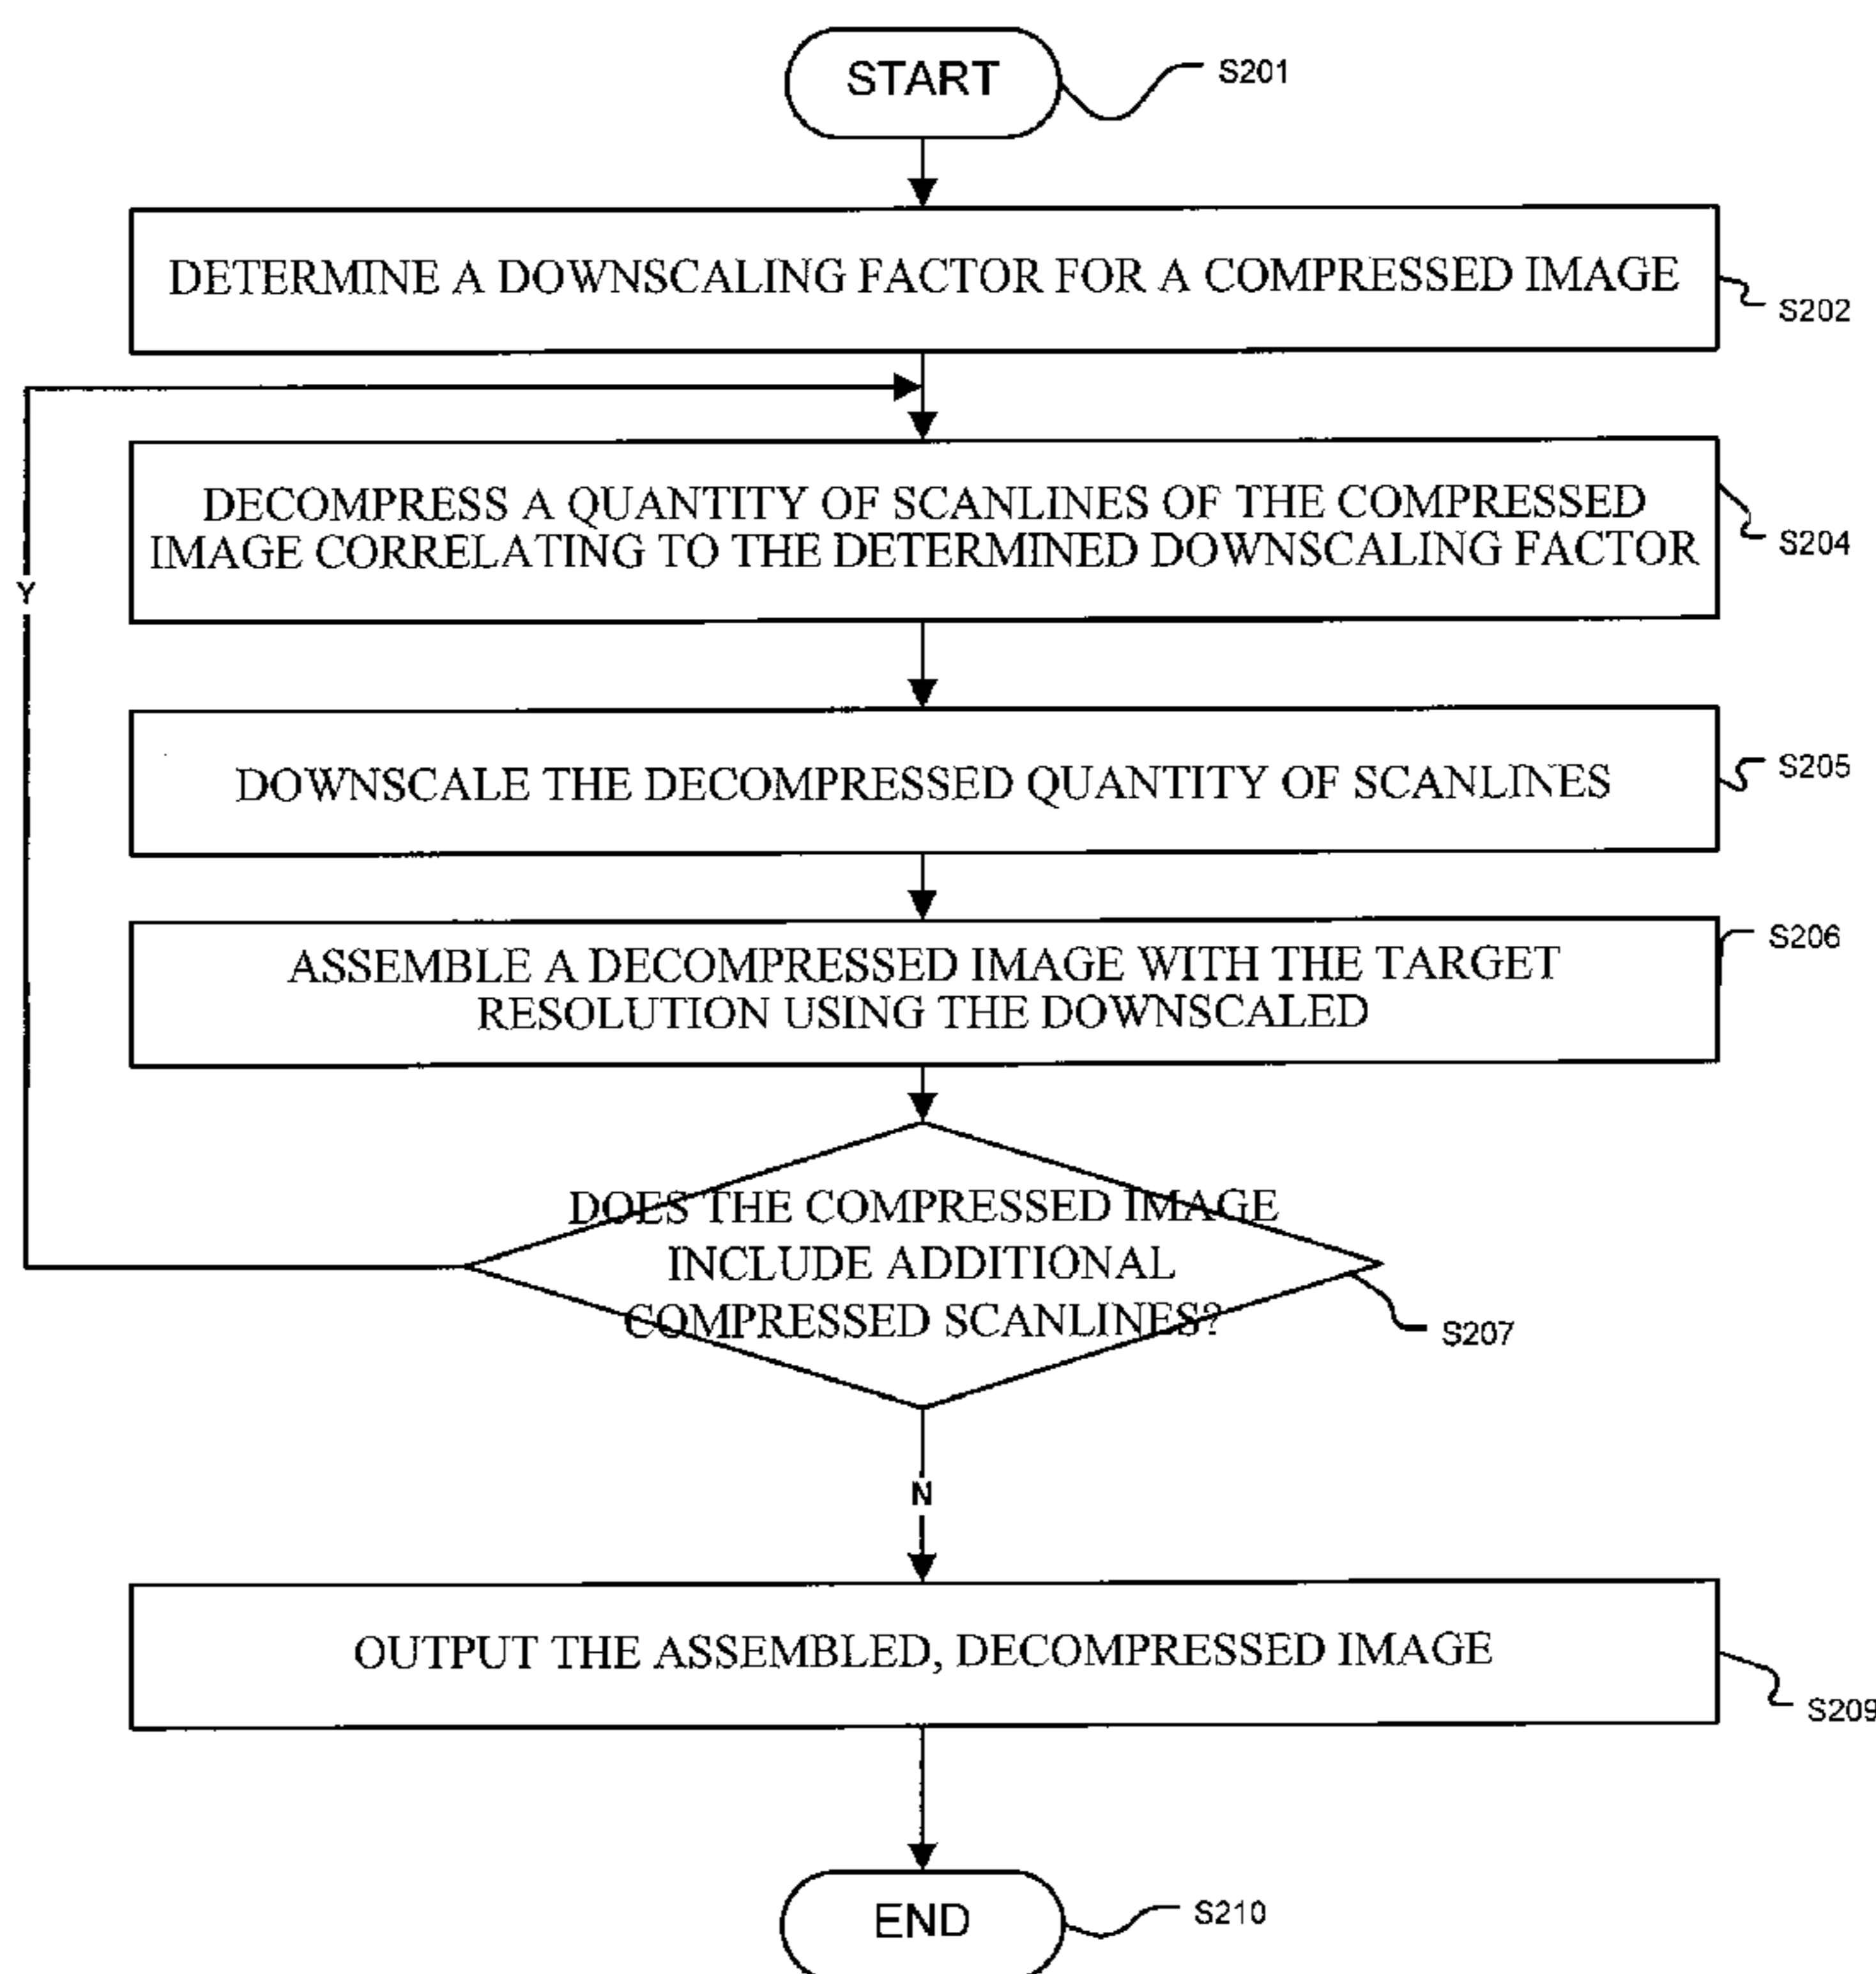 START
S201
DETERMINE A DOWNSCALING FACTOR FOR A COMPRESSED IMAGE
S202
DECOMPRESS A QUANTITY OF SCANLINES OF THE COMPRESSED
IMAGE CORRELATING TO THE DETERMINED DOWNSCALING FACTOR
S204
Y
DOWNSCALE THE DECOMPRESSED QUANTITY OF SCANLINES
S205
ASSEMBLE A DECOMPRESSED IMAGE WITH THE TARGET
RESOLUTION USING THE DOWNSCALED
S206
DOES THE COMPRESSED IMAGE
INCLUDE ADDITIONAL
COMPRESSED SCANLINES?
S207
N
OUTPUT THE ASSEMBLED, DECOMPRESSED IMAGE
S209
END
S210